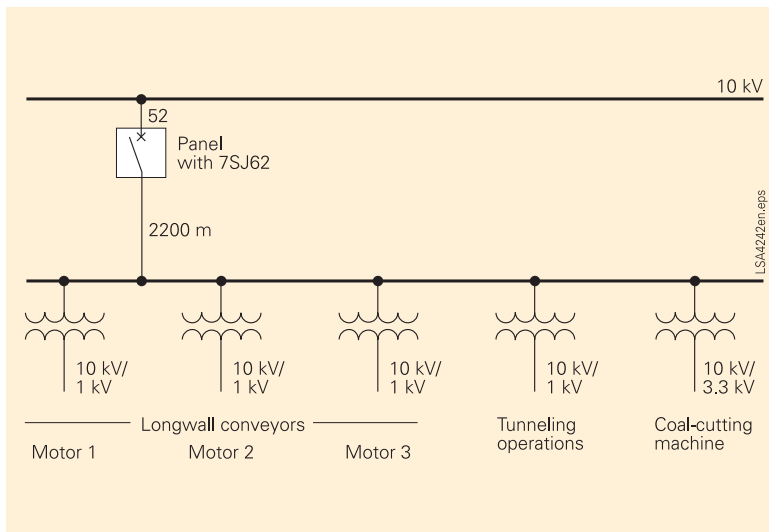 10 kV
52
Panel
with 7SJ62
2200 m
LSA4242en.eps
10 kV/
1 kV
10 kV/
1 kV
10 kV/
1 kV
10 kV/
1 kV
10 kV/
3.3 kV
Longwall conveyors
Motor 1
Motor 2
Motor 3
Tunneling
operations
Coal-cutting
machine